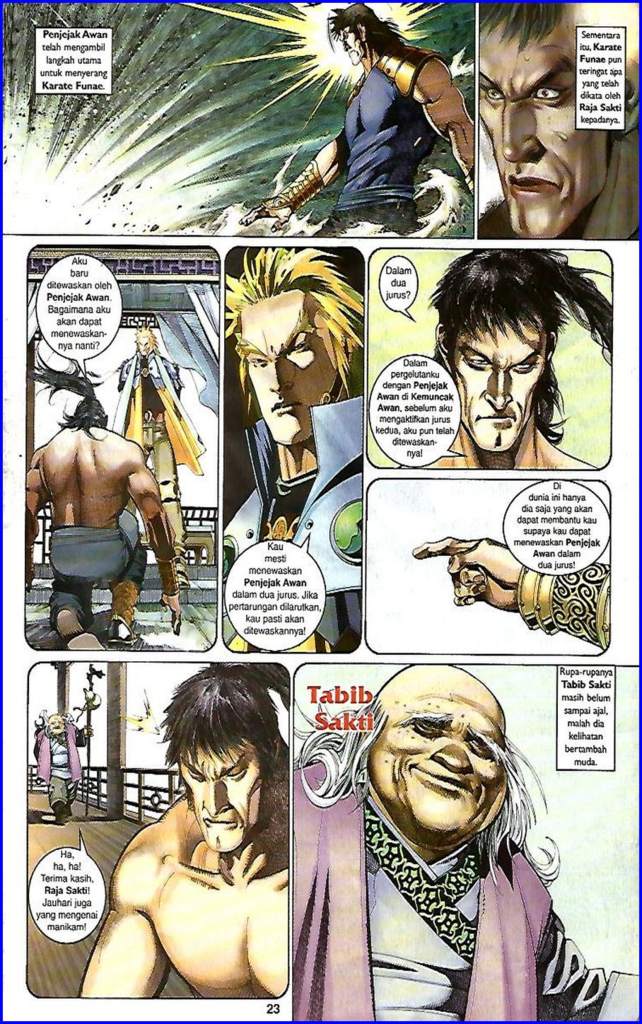 Penjejak Awan
telah mengambil
langkah utama
untuk menyerang
Karate Funae.
Sementara
itu, Karate
Funae pun
teringat apa
yang telah
dikata oleh
Raja Sakti
kepadanya.
Aku
baru
ditewaskan oleh
Penjejak Awan.
Bagaimana aku
akan dapat
menewaskan-
nya nanti?
Kau
mesti
menewaskan
Penjejak Awan
dalam dua jurus. Jika
pertarungan dilarutkan,
kau pasti akan
ditewaskannya!
Dalam
dua
jurus?
Dalam
pergelutanku
dengan Penjejak
Awan di Kemuncak
Awan, sebelum aku
mengaktifkan jurus
kedua, aku pun telah
ditewaskan-
nya!
Di
dunia ini hanya
dia saja yang akan
dapat membantu kau
supaya kau dapat
menewaskan Penjejak
Awan dalam
dua jurus!
Ha,
ha, ha!
Terima kasih,
Raja Sakti!
Jauhari juga
yang mengenai
manikam!
Tabib
Sakti
Rupa-rupanya
Tabib Sakti
masih belum
sampai ajal,
malah dia
kelihatan
bertambah
muda.
23